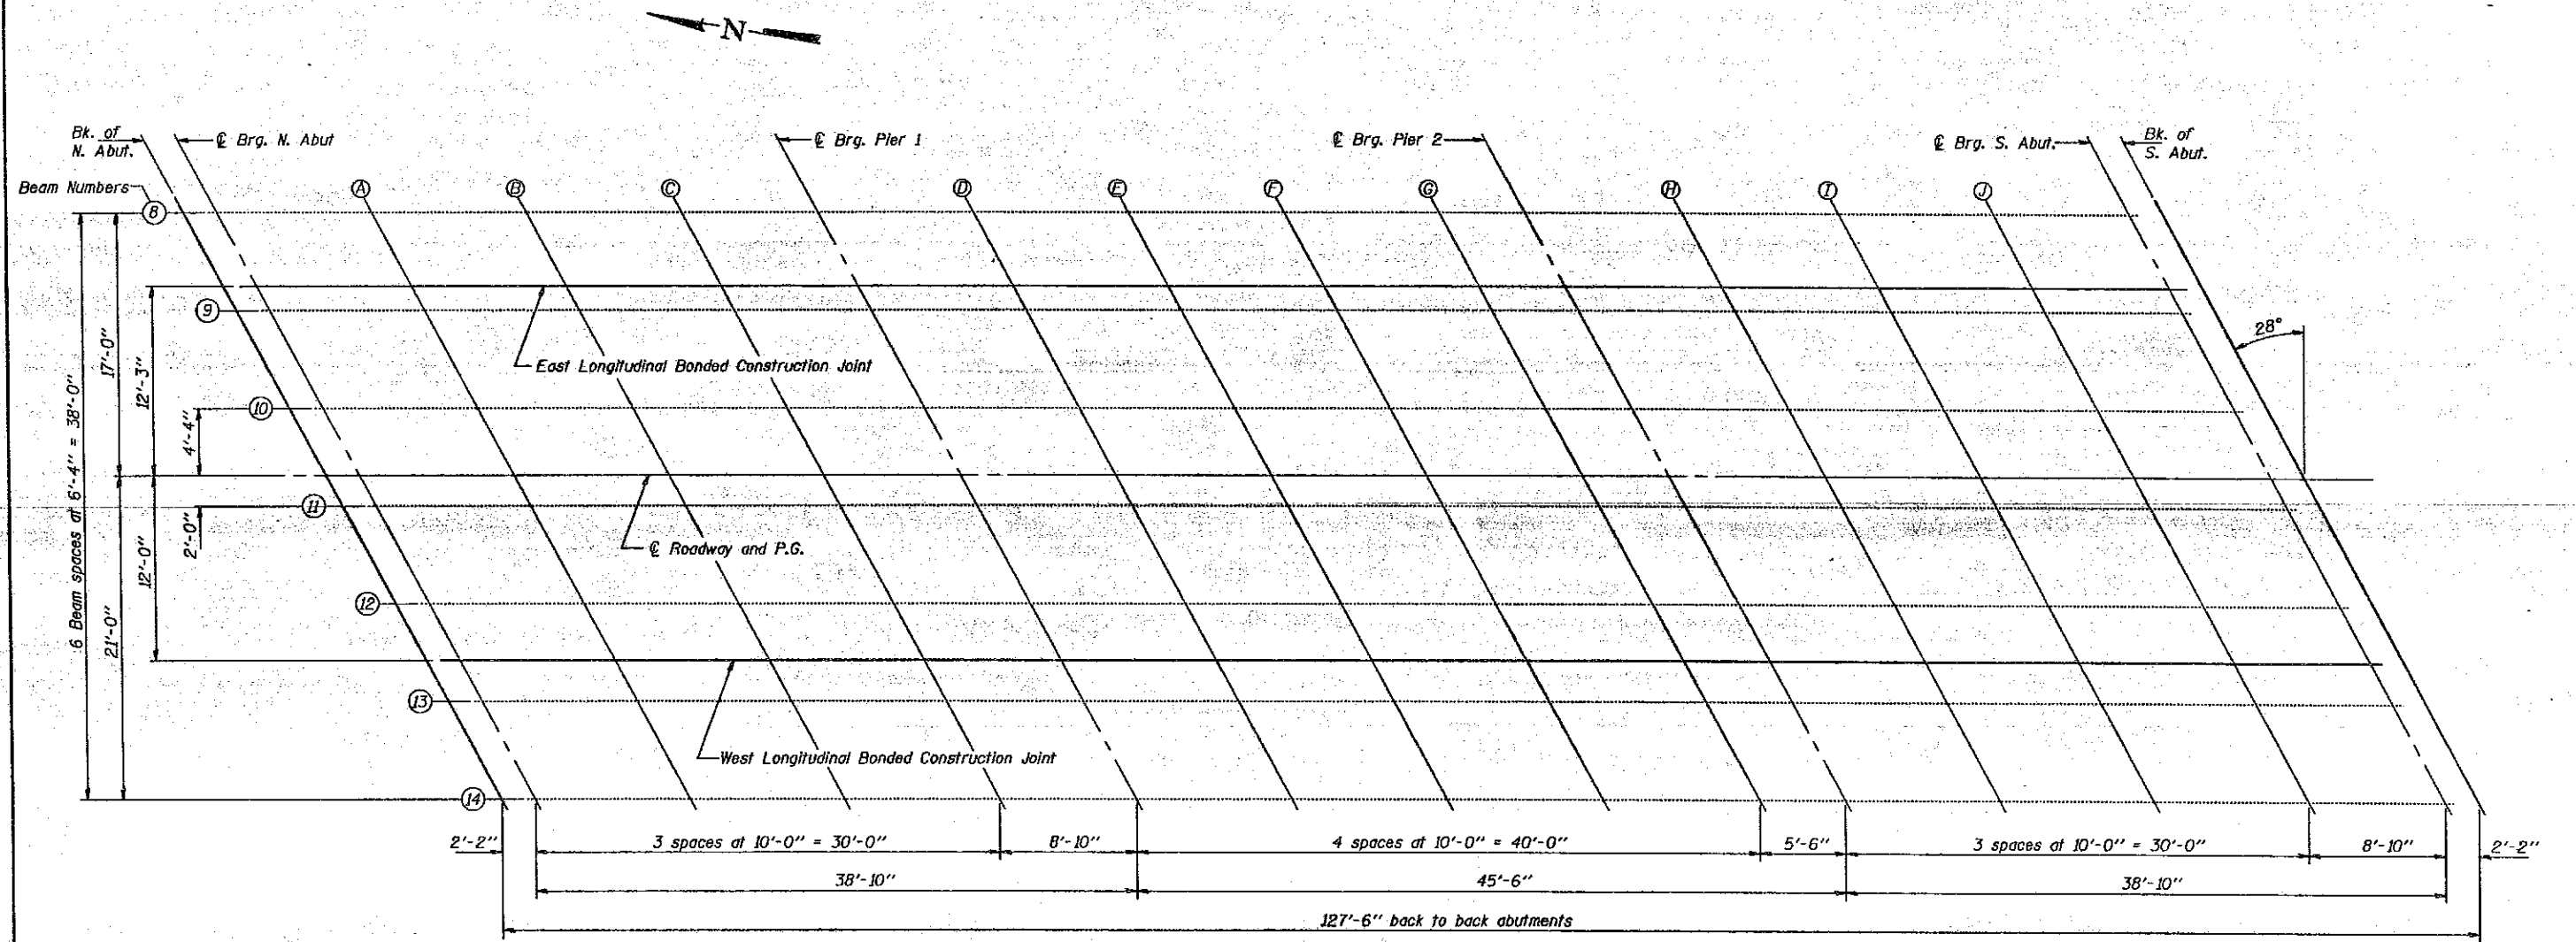 N
Bk. of
N. Abut.
℄ Brg. N. Abut
℄ Brg. Pier 1
℄ Brg. Pier 2
℄ Brg. S. Abut.
Bk. of
S. Abut.
Beam Numbers
A
B
C
D
E
F
G
H
I
J
8
9
10
11
12
13
14
6 Beam spaces at 6'-4" = 38'-0"
17'-0"
21'-0"
12'-3"
12'-0"
4'-4"
2'-0"
28°
East Longitudinal Bonded Construction Joint
℄ Roadway and P.G.
West Longitudinal Bonded Construction Joint
2'-2"
3 spaces at 10'-0" = 30'-0"
8'-10"
4 spaces at 10'-0" = 40'-0"
5'-6"
3 spaces at 10'-0" = 30'-0"
8'-10"
2'-2"
38'-10"
45'-6"
38'-10"
127'-6" back to back abutments